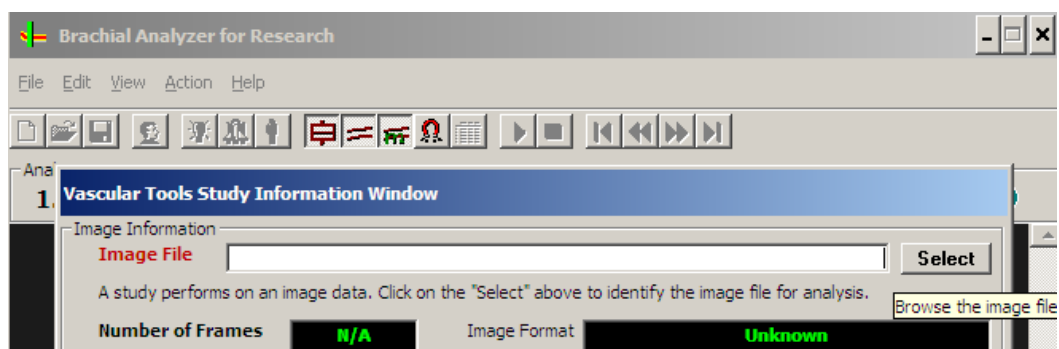 Brachial Analyzer for Research
File Edit View Action Help
Ana
1.
Vascular Tools Study Information Window
Image Information
Image File Select
A study performs on an image data. Click on the "Select" above to identify the image file for analysis.
Browse the image file
Number of Frames N/A Image Format Unknown